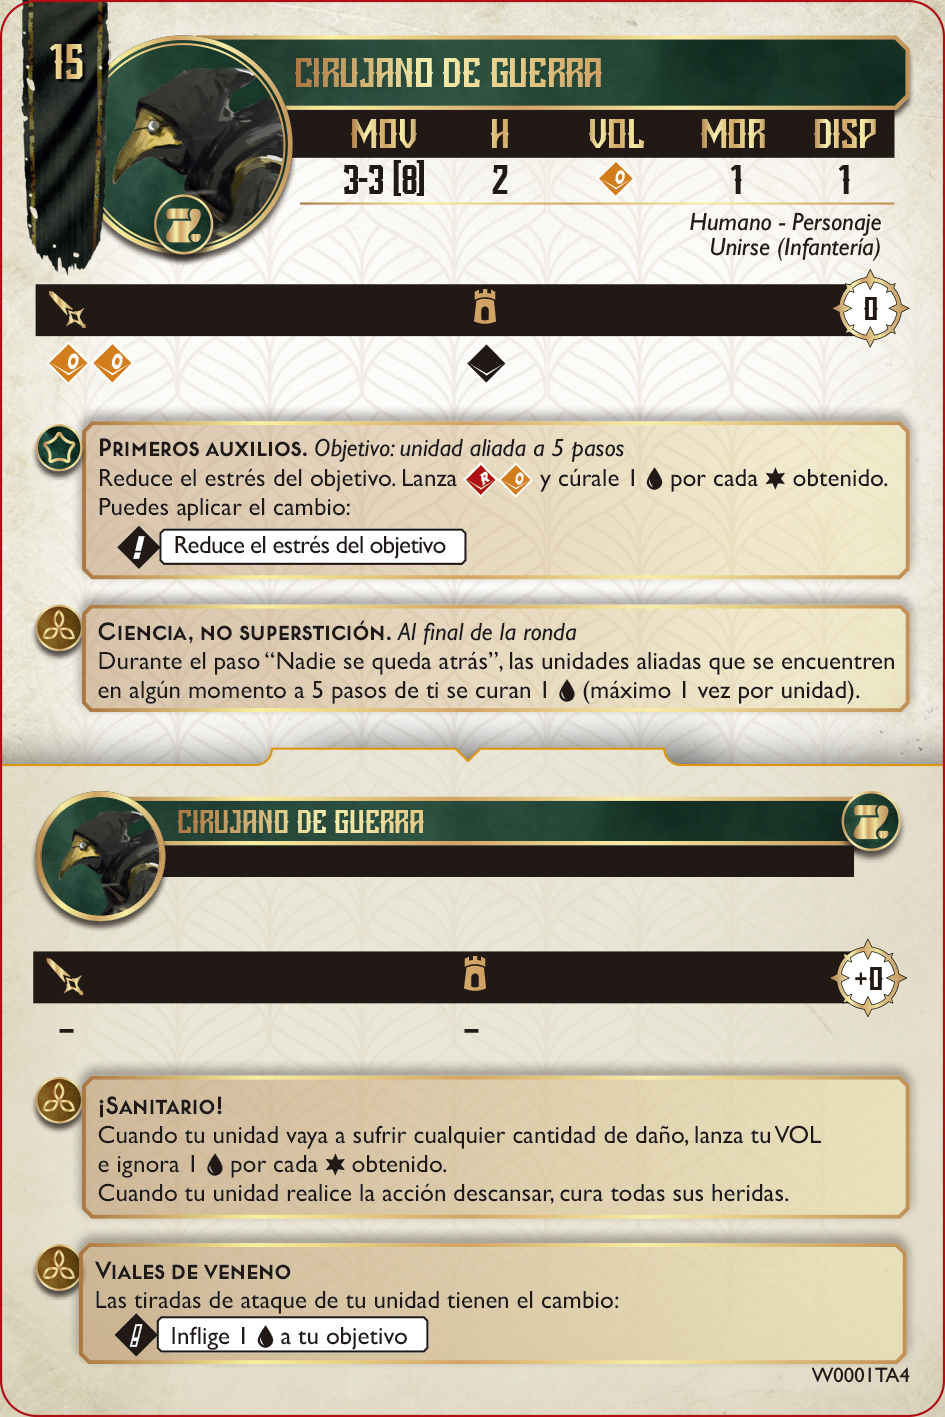 15
CIRUJANO DE GUERRA
MOV H VOL MOR DISP
3-3 [8] 2 O 1 1
Humano - Personaje
Unirse (Infantería)
0
O O
PRIMEROS AUXILIOS. Objetivo: unidad aliada a 5 pasos
Reduce el estrés del objetivo. Lanza R O y cúrale 1 por cada obtenido.
Puedes aplicar el cambio:
! Reduce el estrés del objetivo
CIENCIA, NO SUPERSTICIÓN. Al final de la ronda
Durante el paso “Nadie se queda atrás”, las unidades aliadas que se encuentren
en algún momento a 5 pasos de ti se curan 1 (máximo 1 vez por unidad).
CIRUJANO DE GUERRA
+0
– –
¡SANITARIO!
Cuando tu unidad vaya a sufrir cualquier cantidad de daño, lanza tu VOL
e ignora 1 por cada obtenido.
Cuando tu unidad realice la acción descansar, cura todas sus heridas.
VIALES DE VENENO
Las tiradas de ataque de tu unidad tienen el cambio:
! Inflige 1 a tu objetivo
W0001TA4